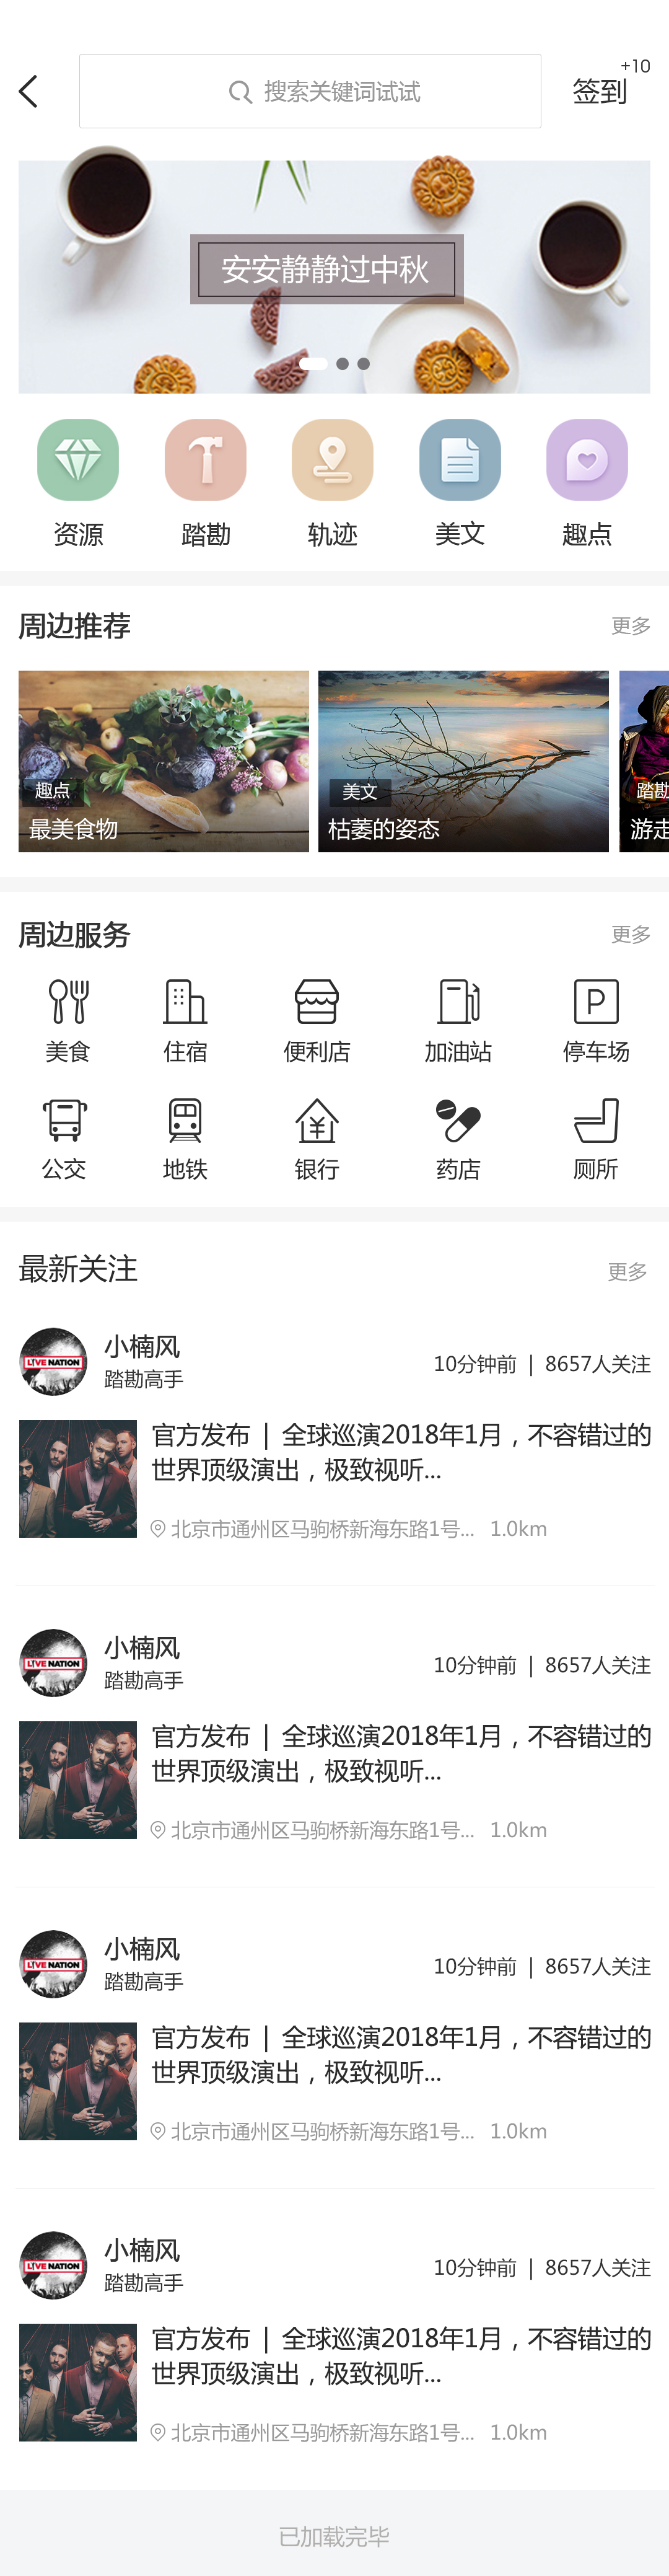 +10
搜索关键词试试
签到
安安静静过中秋
资源 踏勘 轨迹 美文 趣点
周边推荐 更多
趣点 美文 踏勘
最美食物 枯萎的姿态 游走
周边服务 更多
美食 住宿 便利店 加油站 停车场
P
公交 地铁 银行 药店 厕所
最新关注 更多
LIVE NATION
小楠风
踏勘高手
10分钟前 | 8657人关注
官方发布 | 全球巡演2018年1月，不容错过的
世界顶级演出，极致视听...
北京市通州区马驹桥新海东路1号... 1.0km
LIVE NATION
小楠风
踏勘高手
10分钟前 | 8657人关注
官方发布 | 全球巡演2018年1月，不容错过的
世界顶级演出，极致视听...
北京市通州区马驹桥新海东路1号... 1.0km
LIVE NATION
小楠风
踏勘高手
10分钟前 | 8657人关注
官方发布 | 全球巡演2018年1月，不容错过的
世界顶级演出，极致视听...
北京市通州区马驹桥新海东路1号... 1.0km
LIVE NATION
小楠风
踏勘高手
10分钟前 | 8657人关注
官方发布 | 全球巡演2018年1月，不容错过的
世界顶级演出，极致视听...
北京市通州区马驹桥新海东路1号... 1.0km
已加载完毕